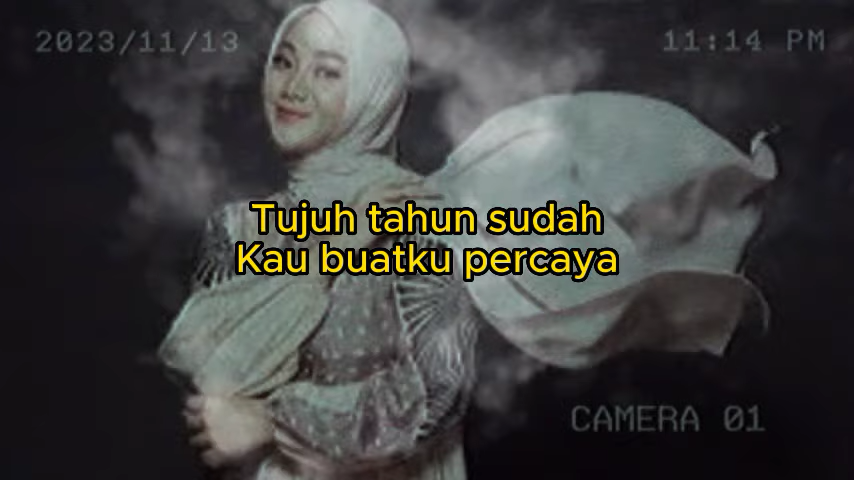 2023/11/13
11:14 PM
Tujuh tahun sudah
Kau buatku percaya
CAMERA 01